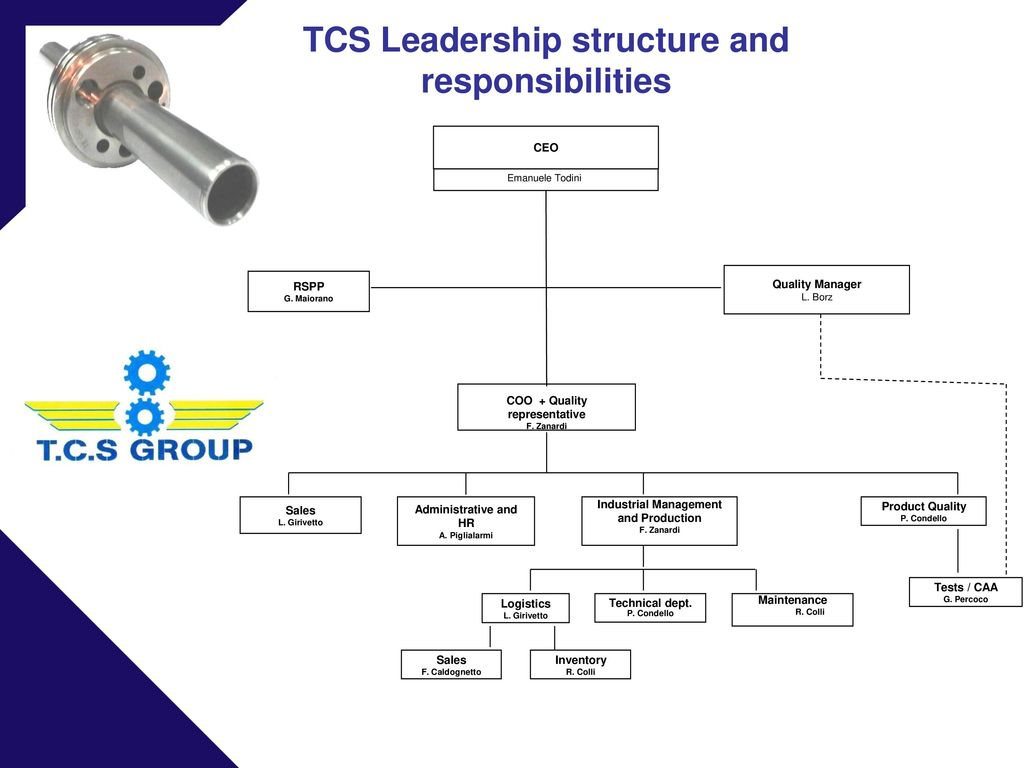 TCS Leadership structure and
responsibilities
CEO
Emanuele Todini
RSPP
G. Maiorano
Quality Manager
L. Borz
COO + Quality
representative
F. Zanardi
T.C.S GROUP
Sales
L. Girivetto
Administrative and
HR
A. Piglialarmi
Industrial Management
and Production
F. Zanardi
Product Quality
P. Condello
Tests / CAA
G. Percoco
Logistics
L. Girivetto
Technical dept.
P. Condello
Maintenance
R. Colli
Sales
F. Caldognetto
Inventory
R. Colli